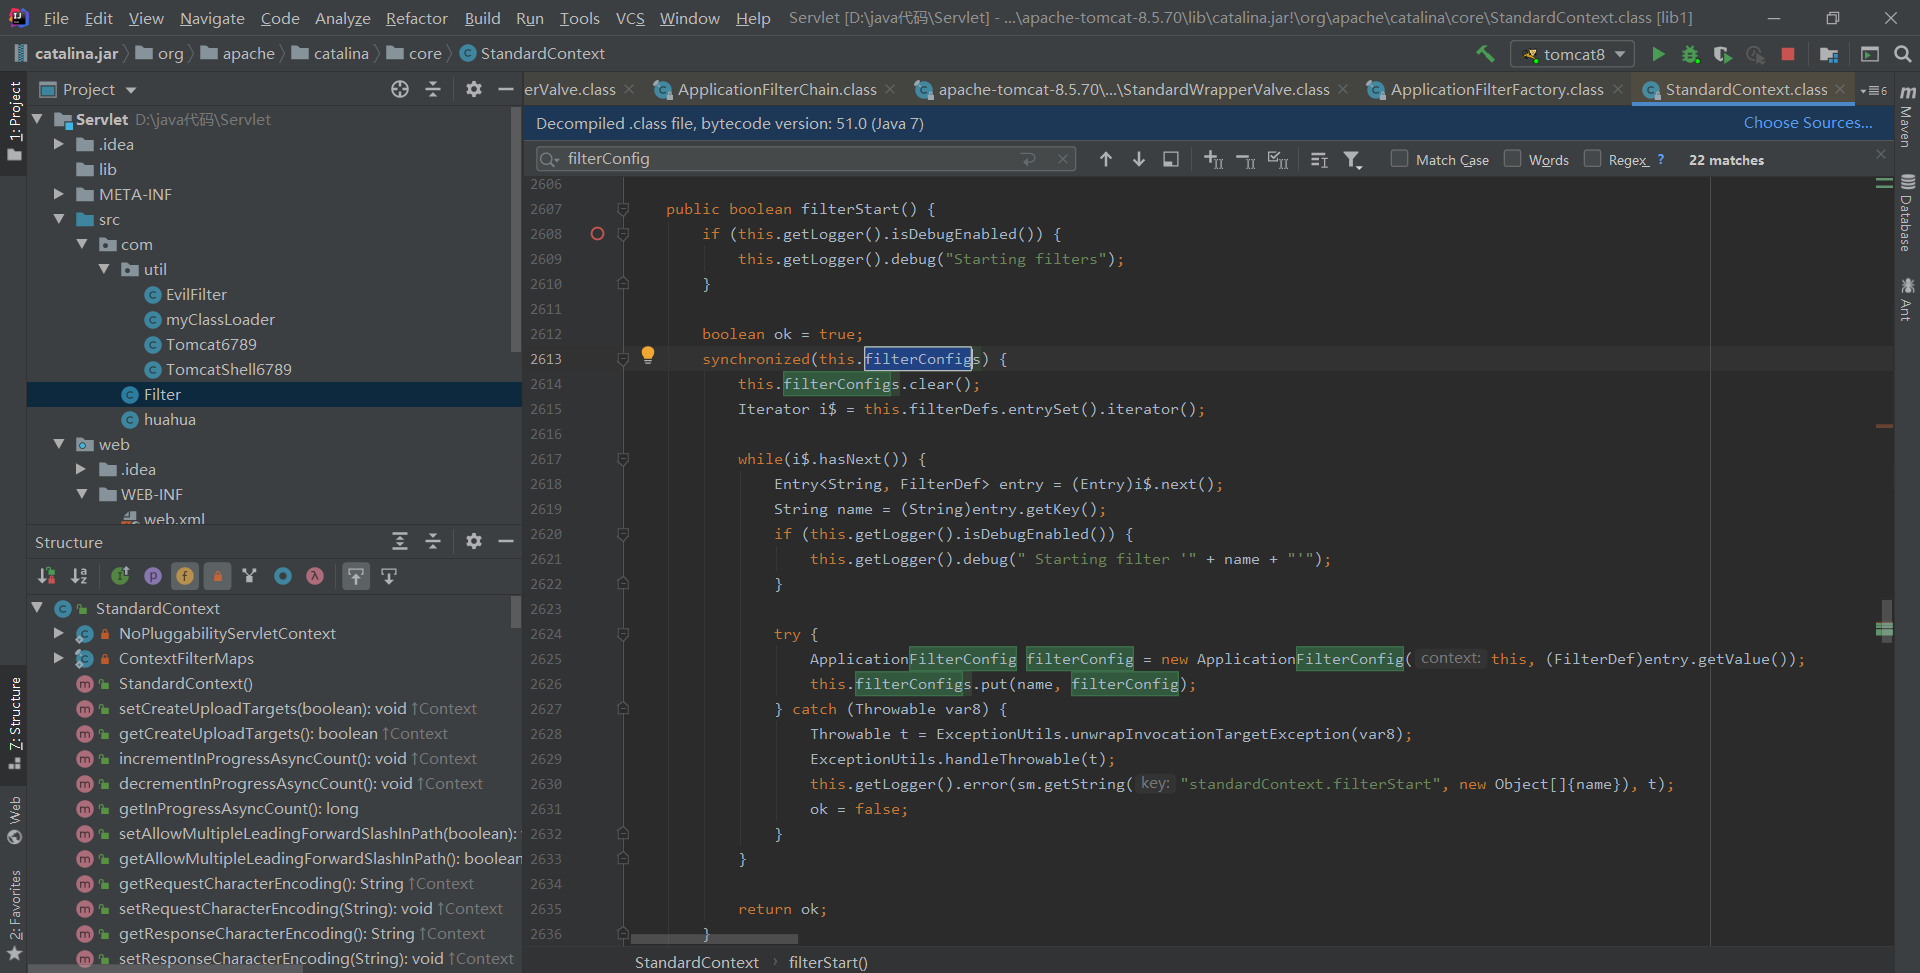 File Edit View Navigate Code Analyze Refactor Build Run Tools VCS Window Help Servlet [D:\java代码\Servlet] - ...\apache-tomcat-8.5.70\lib\catalina.jar!\org\apache\catalina\core\StandardContext.class [lib1]
catalina.jar org apache catalina core StandardContext tomcat8
Project
erValve.class ApplicationFilterChain.class apache-tomcat-8.5.70\...\StandardWrapperValve.class ApplicationFilterFactory.class StandardContext.class 6
Decompiled .class file, bytecode version: 51.0 (Java 7) Choose Sources...
filterConfig Match Case Words Regex ? 22 matches
1: Project
Servlet D:\java代码\Servlet
.idea
lib
META-INF
src
com
util
EvilFilter
myClassLoader
Tomcat6789
TomcatShell6789
Filter
huahua
web
.idea
WEB-INF
web.xml
Structure
StandardContext
NoPluggabilityServletContext
ContextFilterMaps
StandardContext()
setCreateUploadTargets(boolean): void ↑Context
getCreateUploadTargets(): boolean ↑Context
incrementInProgressAsyncCount(): void ↑Context
decrementInProgressAsyncCount(): void ↑Context
getInProgressAsyncCount(): long
setAllowMultipleLeadingForwardSlashInPath(boolean):
getAllowMultipleLeadingForwardSlashInPath(): boolean
getRequestCharacterEncoding(): String ↑Context
setRequestCharacterEncoding(String): void ↑Context
getResponseCharacterEncoding(): String ↑Context
setResponseCharacterEncoding(String): void ↑Context
7: Structure
Web
2: Favorites
2606
2607 public boolean filterStart() {
2608 if (this.getLogger().isDebugEnabled()) {
2609 this.getLogger().debug("Starting filters");
2610 }
2611
2612 boolean ok = true;
2613 synchronized(this.filterConfigs) {
2614 this.filterConfigs.clear();
2615 Iterator i$ = this.filterDefs.entrySet().iterator();
2616
2617 while(i$.hasNext()) {
2618 Entry<String, FilterDef> entry = (Entry)i$.next();
2619 String name = (String)entry.getKey();
2620 if (this.getLogger().isDebugEnabled()) {
2621 this.getLogger().debug(" Starting filter '" + name + "'");
2622 }
2623
2624 try {
2625 ApplicationFilterConfig filterConfig = new ApplicationFilterConfig( context: this, (FilterDef)entry.getValue());
2626 this.filterConfigs.put(name, filterConfig);
2627 } catch (Throwable var8) {
2628 Throwable t = ExceptionUtils.unwrapInvocationTargetException(var8);
2629 ExceptionUtils.handleThrowable(t);
2630 this.getLogger().error(sm.getString( key: "standardContext.filterStart", new Object[]{name}), t);
2631 ok = false;
2632 }
2633 }
2634
2635 return ok;
2636 }
StandardContext filterStart()
m Maven
Database
Ant